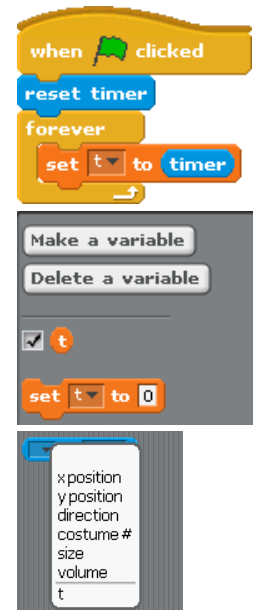 when clicked
reset timer
forever
set t to timer
Make a variable
Delete a variable
t
set t to 0
x position
y position
direction
costume #
size
volume
t